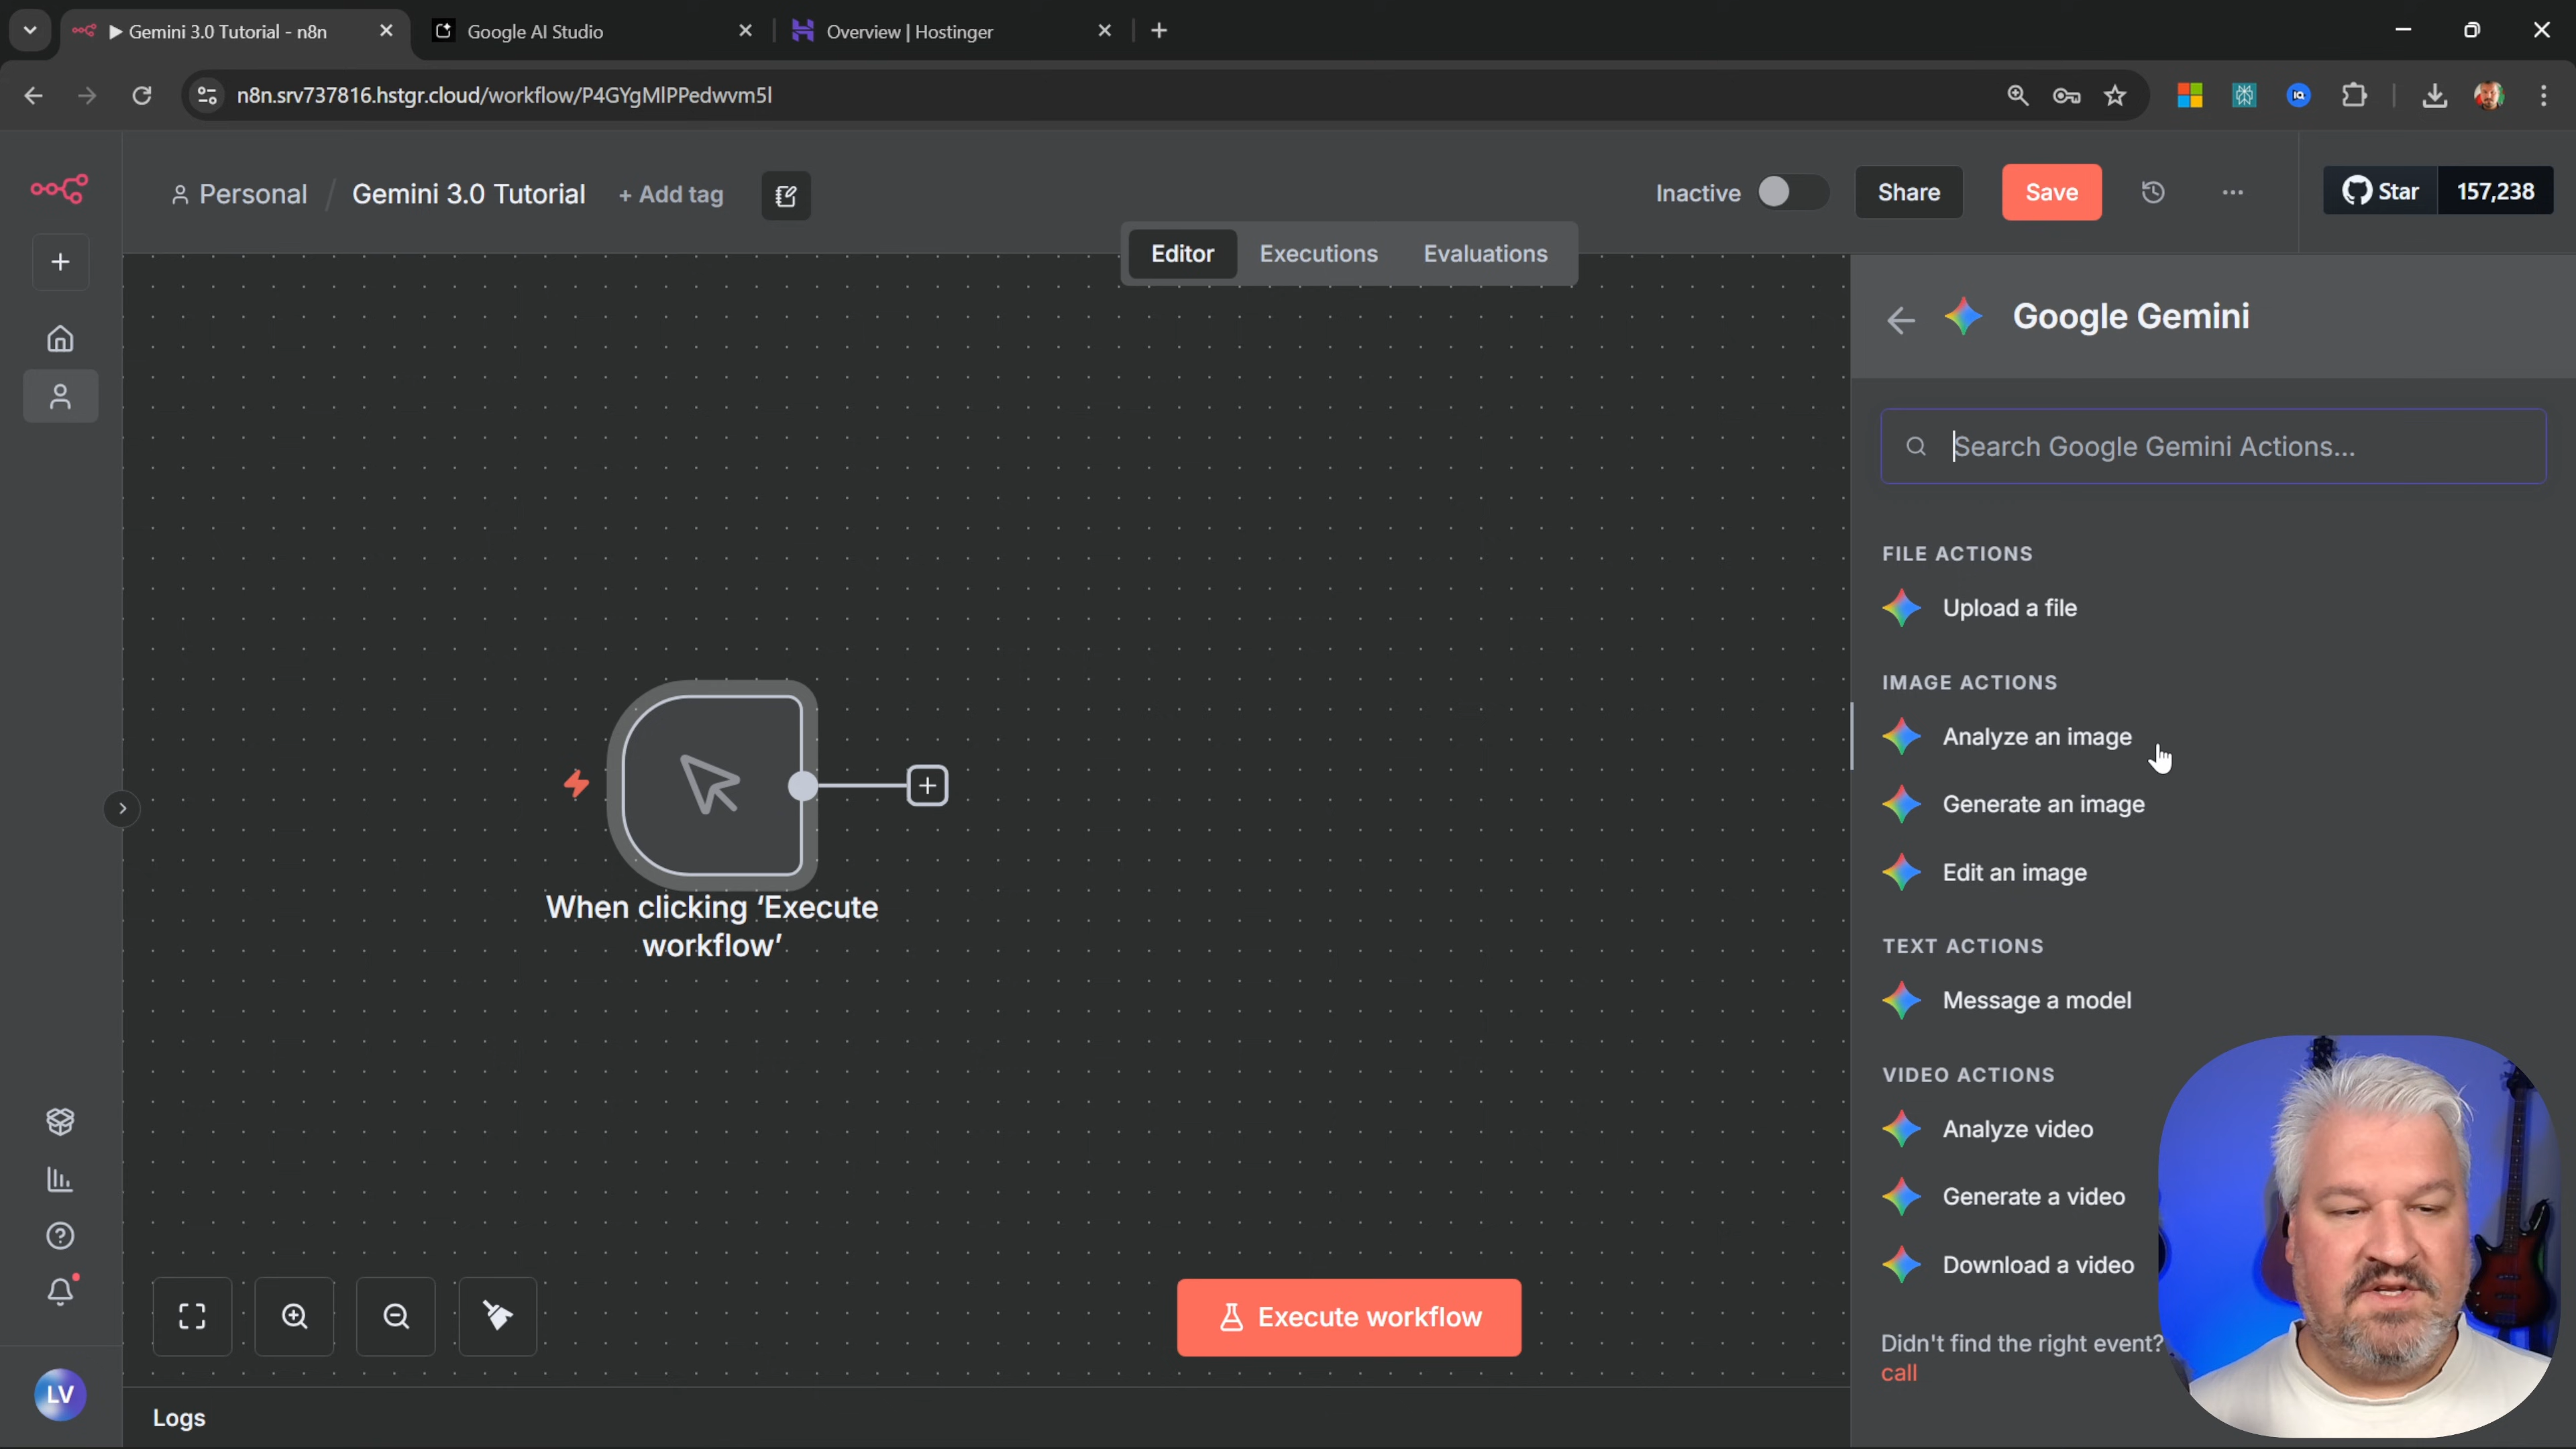 Gemini 3.0 Tutorial - n8n
Google AI Studio
Overview | Hostinger
n8n.srv737816.hstgr.cloud/workflow/P4GYgMlPPedwvm5l
Personal / Gemini 3.0 Tutorial + Add tag
Inactive
Share
Save
Star 157,238
Editor Executions Evaluations
Google Gemini
Search Google Gemini Actions...
FILE ACTIONS
Upload a file
IMAGE ACTIONS
Analyze an image
Generate an image
Edit an image
TEXT ACTIONS
Message a model
VIDEO ACTIONS
Analyze video
Generate a video
Download a video
Didn't find the right event?
call
When clicking ‘Execute
workflow’
Execute workflow
LV
Logs